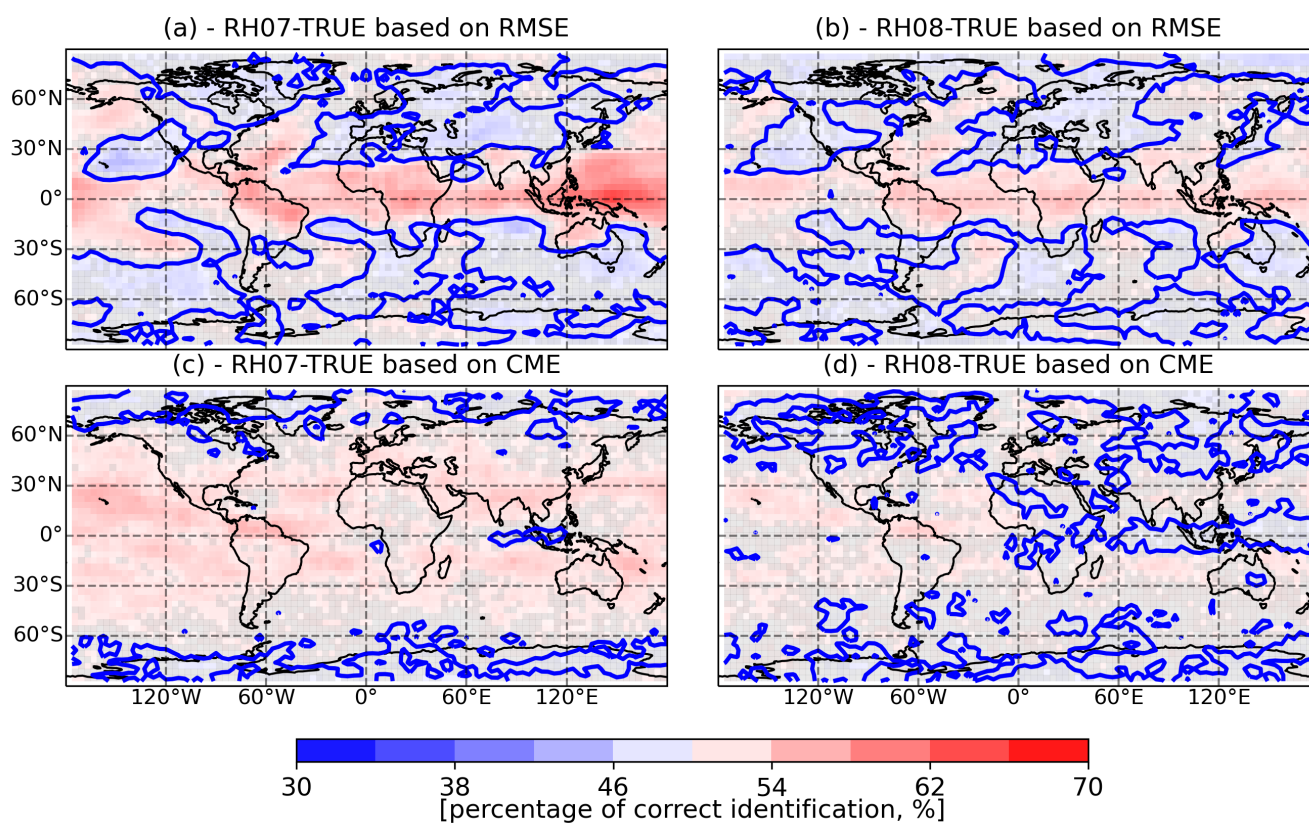 (a) - RH07-TRUE based on RMSE
(b) - RH08-TRUE based on RMSE
60°N
30°N
0°
30°S
60°S
(c) - RH07-TRUE based on CME
(d) - RH08-TRUE based on CME
60°N
30°N
0°
30°S
60°S
120°W 60°W 0° 60°E 120°E
120°W 60°W 0° 60°E 120°E
30 38 46 54 62 70
[percentage of correct identification, %]